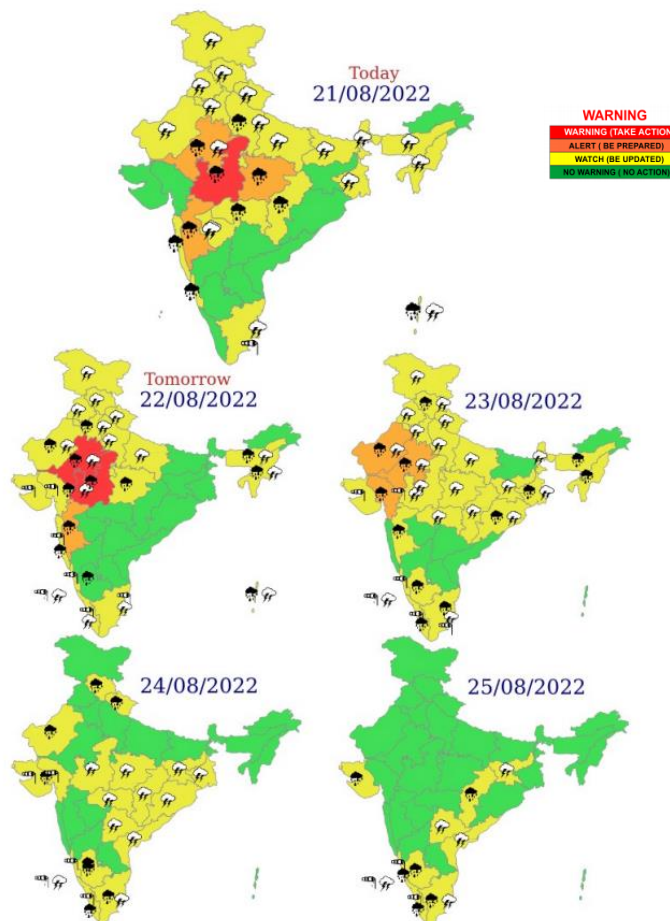 Today
21/08/2022
WARNING
WARNING (TAKE ACTION
ALERT ( BE PREPARED)
WATCH (BE UPDATED)
NO WARNING ( NO ACTION)
Tomorrow
22/08/2022
23/08/2022
24/08/2022
25/08/2022